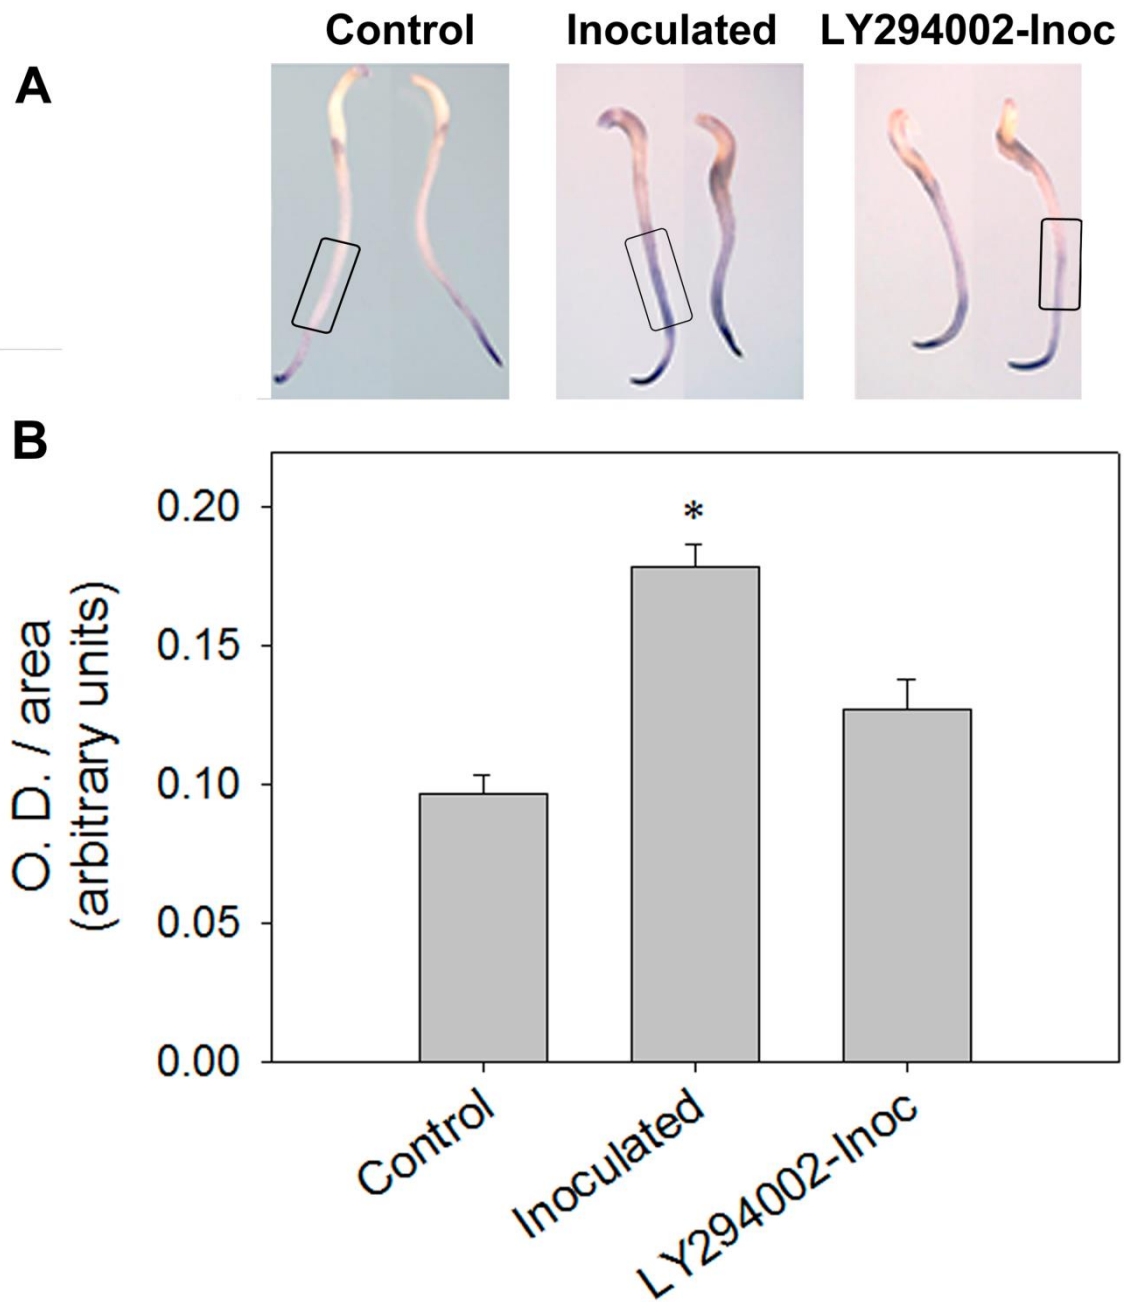 Control Inoculated LY294002-Inoc
A
B
0.20
*
0.15
0.10
0.05
0.00
O. D. / area
(arbitrary units)
Control
Inoculated
LY294002-Inoc